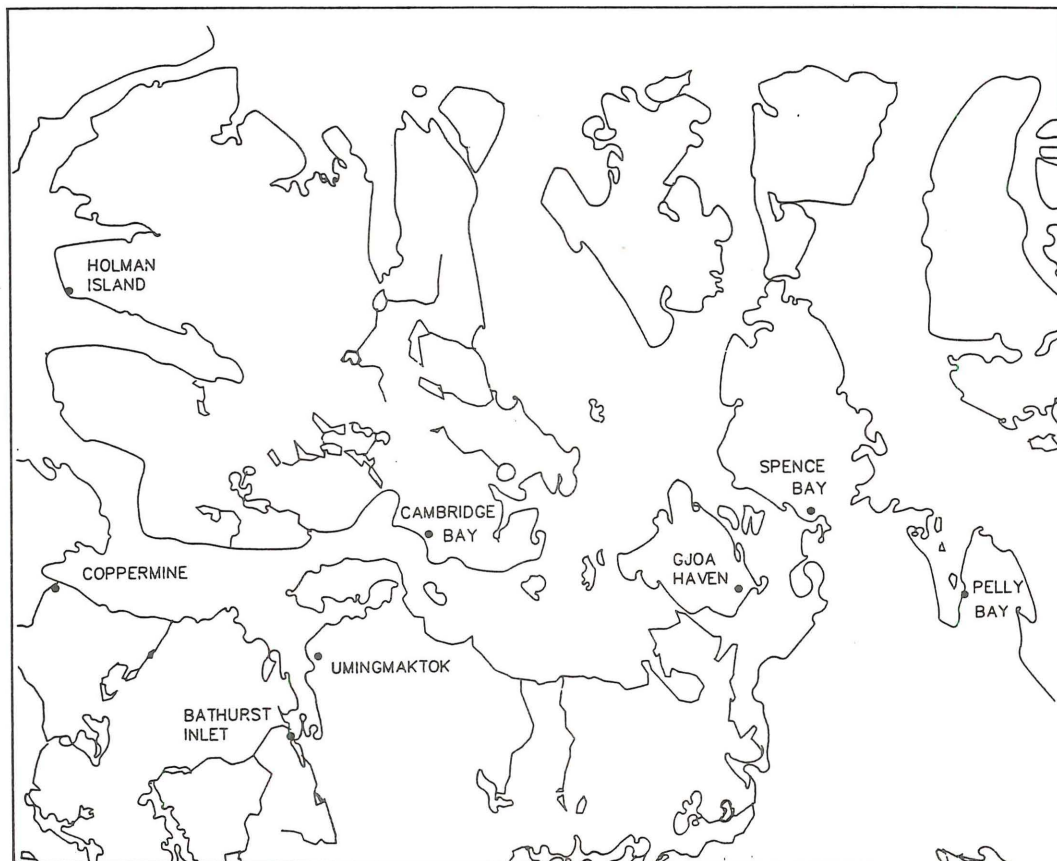 HOLMAN
ISLAND
SPENCE
BAY
CAMBRIDGE
BAY
GJOA
HAVEN
COPPERMINE
PELLY
BAY
UMINGMAKTOK
BATHURST
INLET